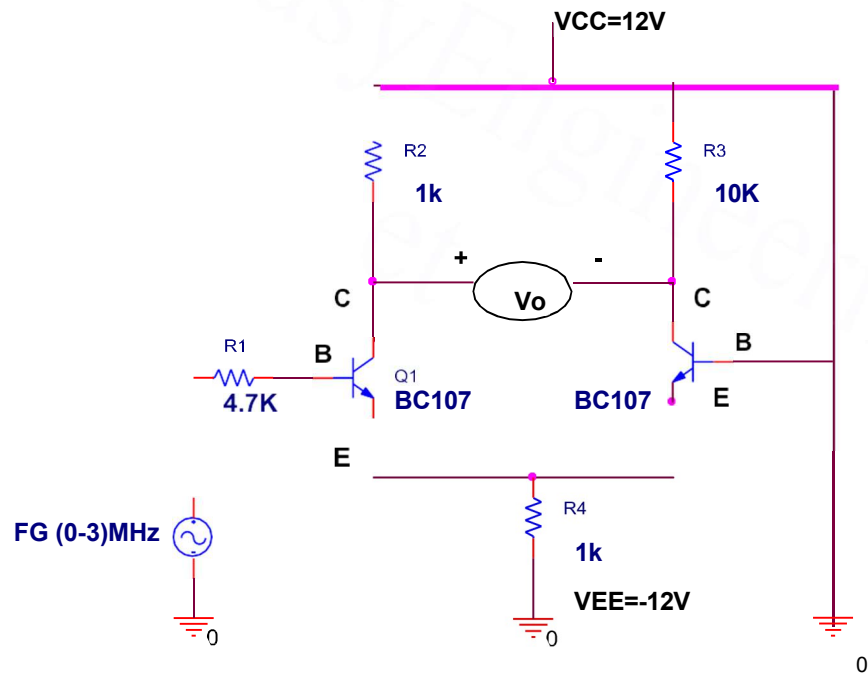 VCC=12V
R2
1k
R3
10K
+
-
Vo
C
C
R1
B
4.7K
Q1
BC107
BC107
B
E
E
R4
1k
FG (0-3)MHz
VEE=-12V
0
0
0